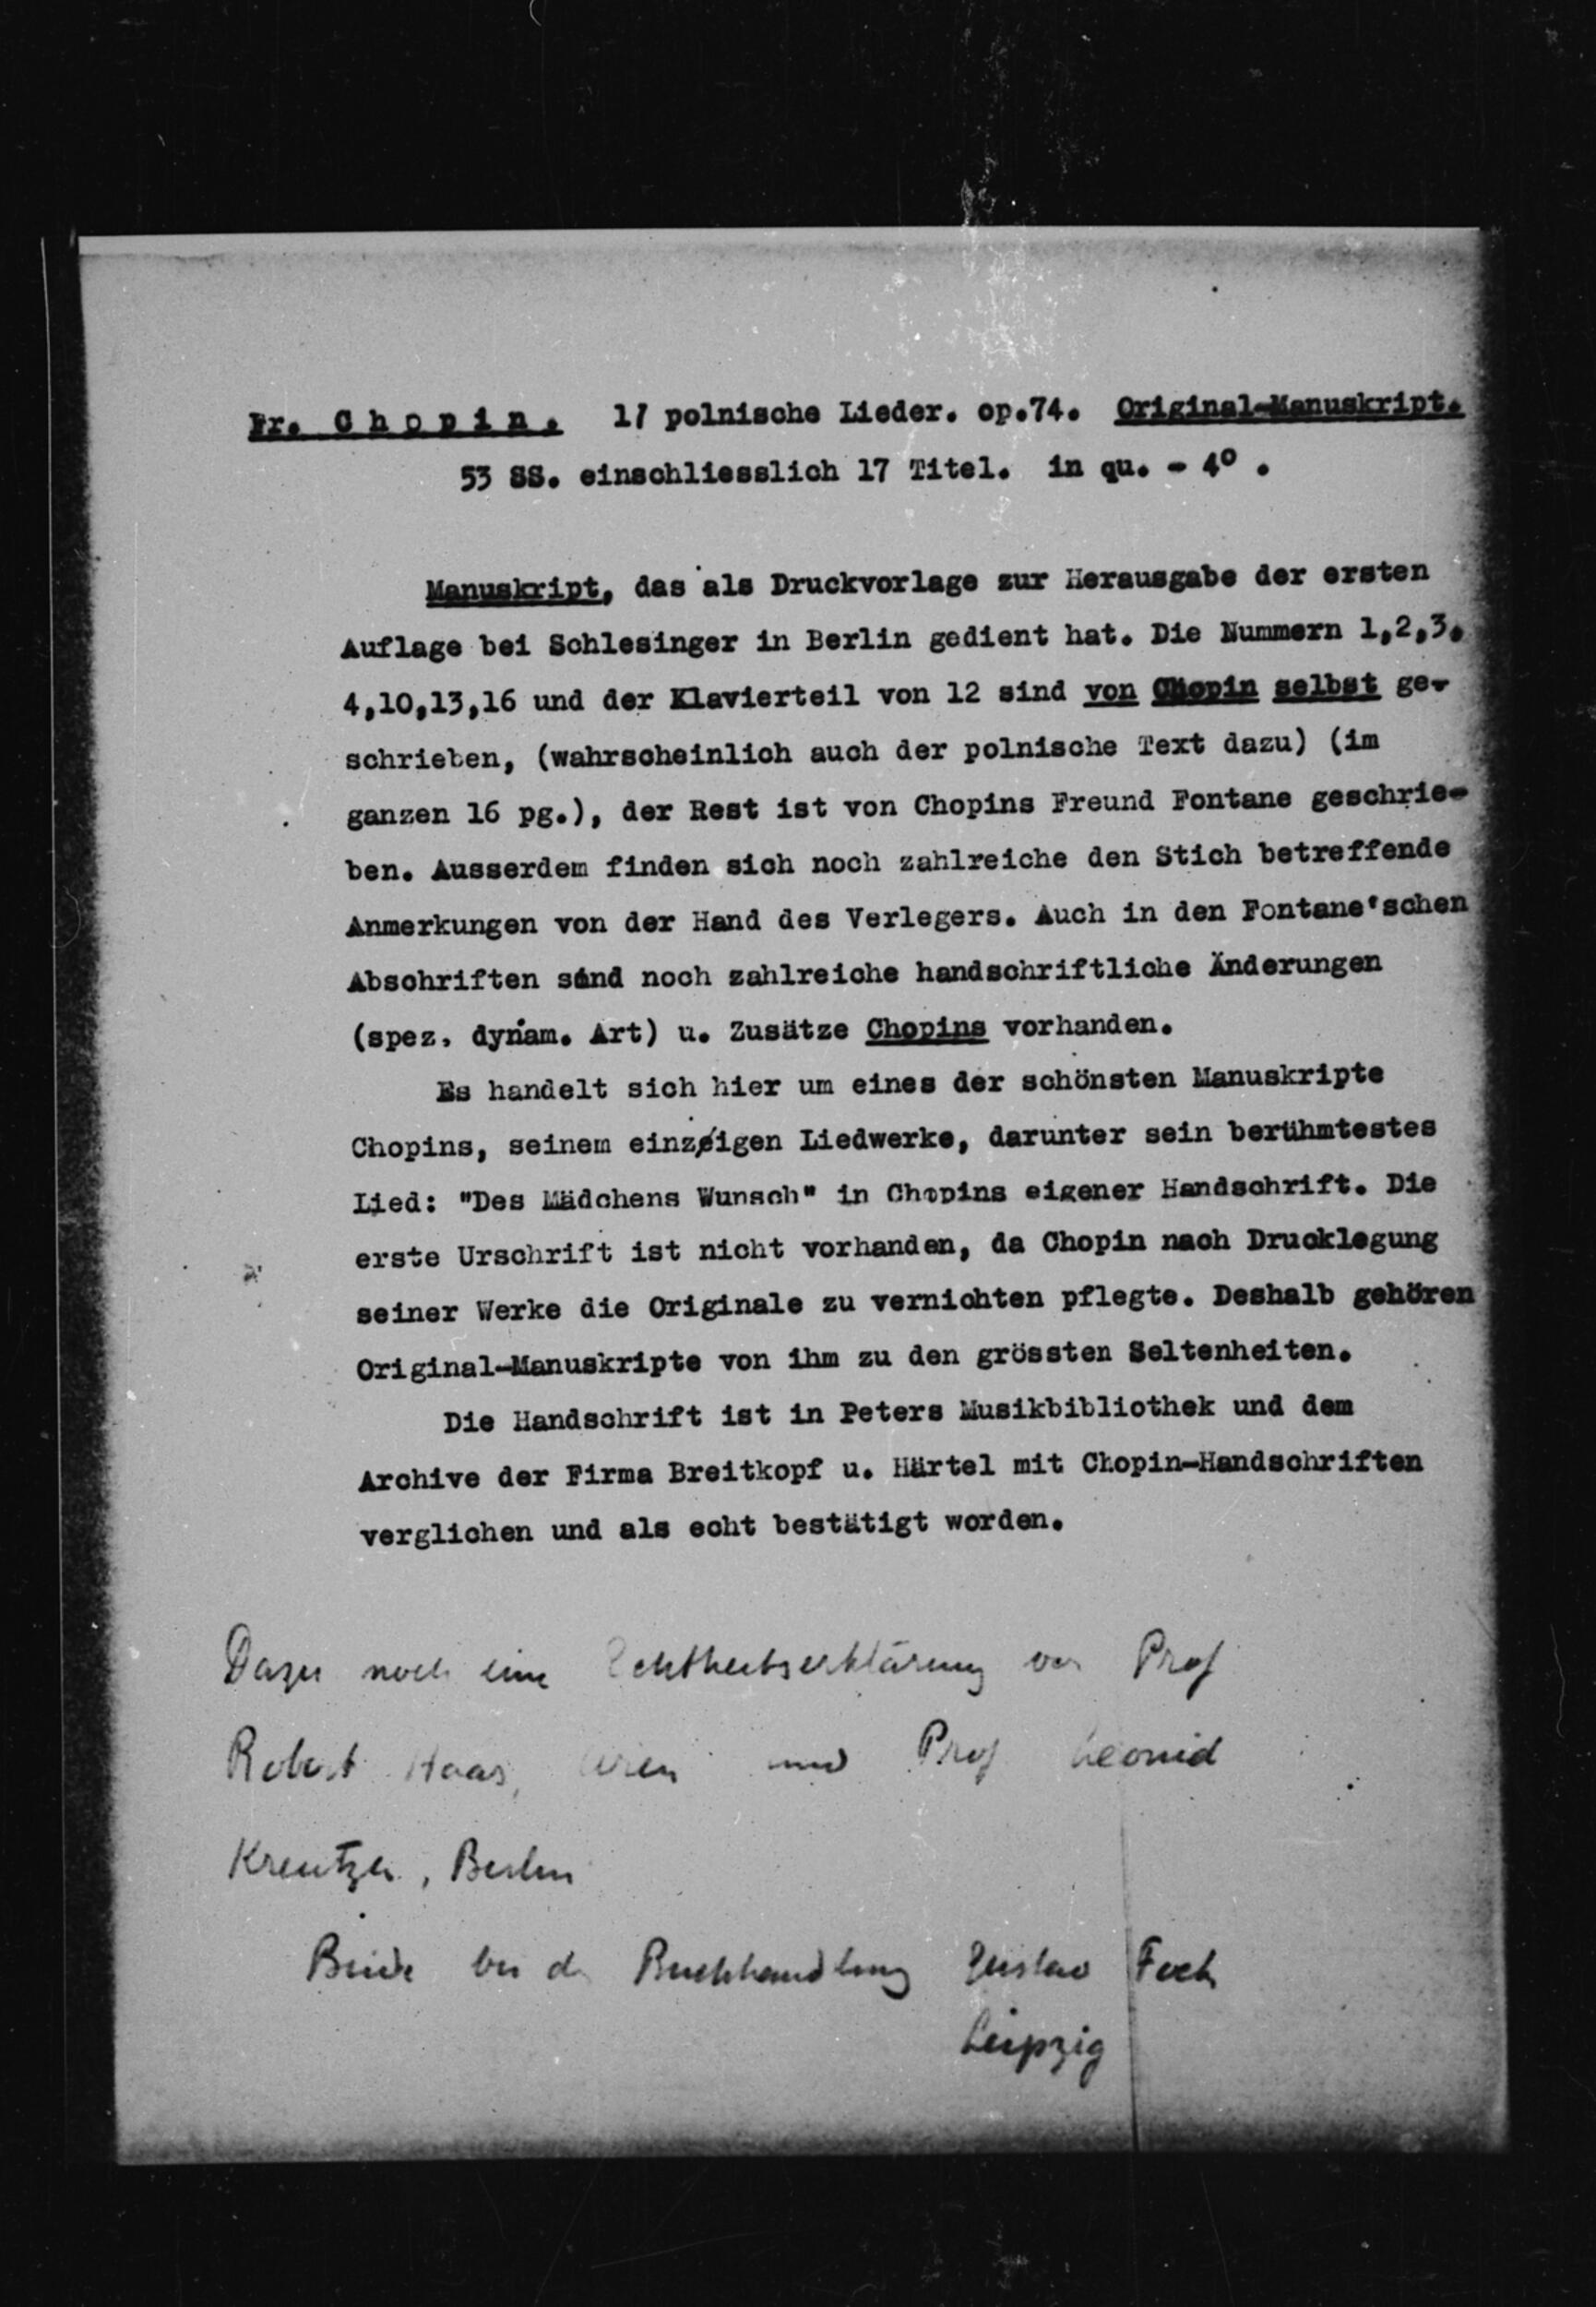 Fr. Chopin. 17 polnische Lieder. op.74. Original-Manuskript.
53 SS. einschliesslich 17 Titel. in qu. - 4° .
Manuskript, das als Druckvorlage zur Herausgabe der ersten
Auflage bei Schlesinger in Berlin gedient hat. Die Nummern 1,2,3,
4,10,13,16 und der Klavierteil von 12 sind von Chopin selbst ge-
schrieben, (wahrscheinlich auch der polnische Text dazu) (im
ganzen 16 pg.), der Rest ist von Chopins Freund Fontane geschrie-
ben. Ausserdem finden sich noch zahlreiche den Stich betreffende
Anmerkungen von der Hand des Verlegers. Auch in den Fontane'schen
Abschriften sind noch zahlreiche handschriftliche Änderungen
(spez. dynam. Art) u. Zusätze Chopins vorhanden.
Es handelt sich hier um eines der schönsten Manuskripte
Chopins, seinem einzigen Liedwerke, darunter sein berühmtestes
Lied: "Des Mädchens Wunsch" in Chopins eigener Handschrift. Die
erste Urschrift ist nicht vorhanden, da Chopin nach Drucklegung
seiner Werke die Originale zu vernichten pflegte. Deshalb gehören
Original-Manuskripte von ihm zu den grössten Seltenheiten.
Die Handschrift ist in Peters Musikbibliothek und dem
Archive der Firma Breitkopf u. Härtel mit Chopin-Handschriften
verglichen und als echt bestätigt worden.
Dazu noch eine Echtheitserklärung von Prof
Robert Haas, Wien und Prof Leonid
Kreutzer, Berlin
Beide bei der Buchhandlung Gustav Fock
Leipzig